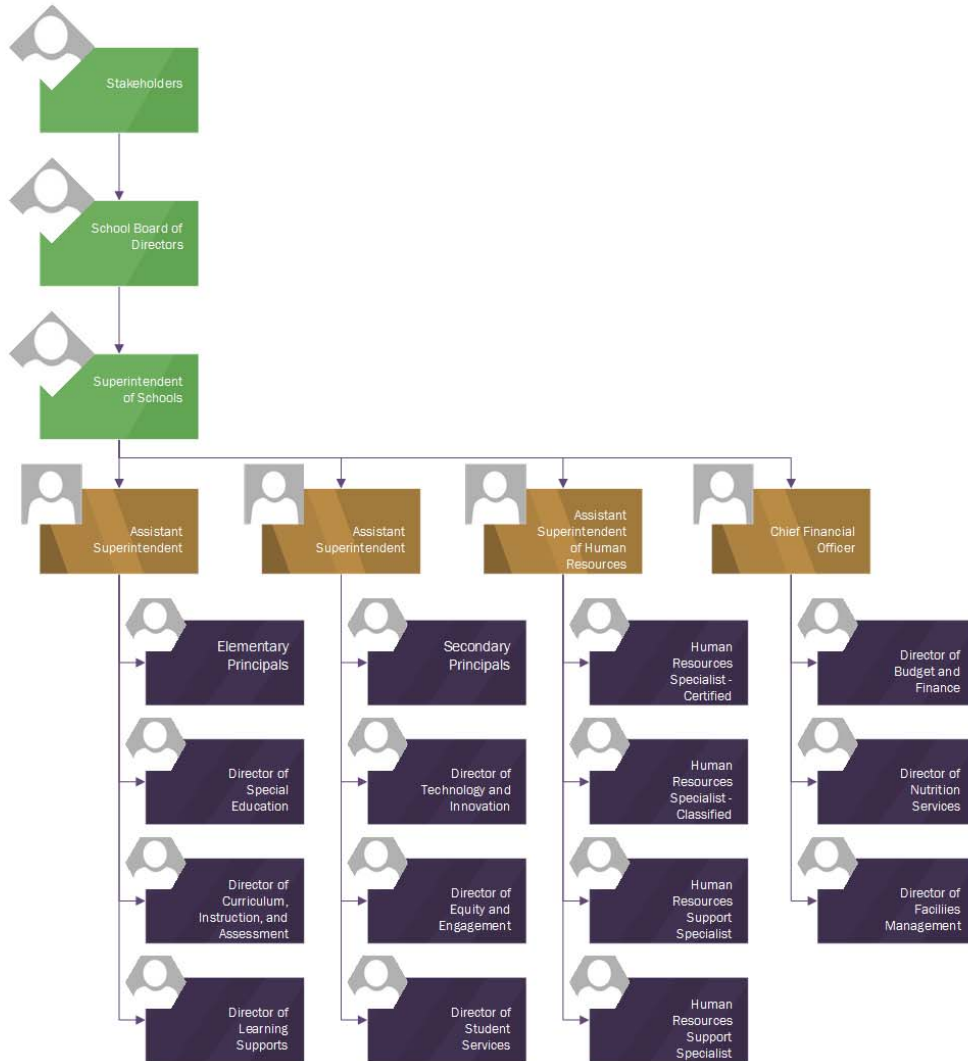 Stakeholders
School Board of
Directors
Superintendent
of Schools
Assistant
Superintendent
Assistant
Superintendent
Assistant
Superintendent
of Human
Resources
Chief Financial
Officer
Elementary
Principals
Secondary
Principals
Human
Resources
Specialist -
Certified
Director of
Budget and
Finance
Director of
Special
Education
Director of
Technology and
Innovation
Human
Resources
Specialist -
Classified
Director of
Nutrition
Services
Director of
Curriculum,
Instruction, and
Assessment
Director of
Equity and
Engagement
Human
Resources
Support
Specialist
Director of
Faciliies
Management
Director of
Learning
Supports
Director of
Student
Services
Human
Resources
Support
Specialist